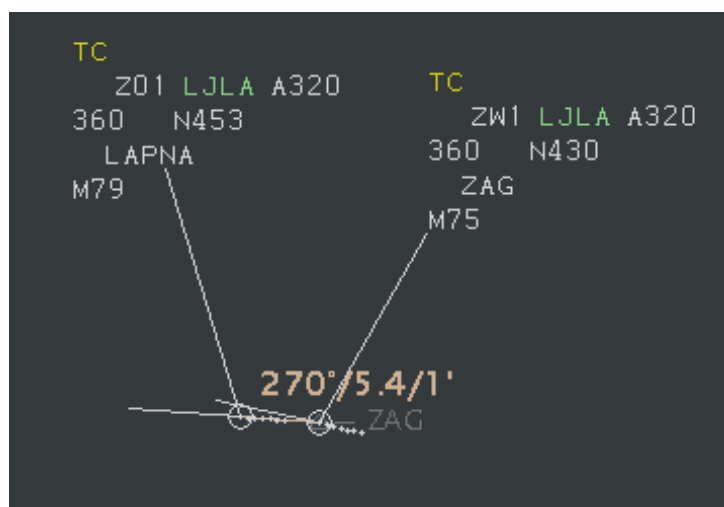 TC
Z01 LJLA A320
360 N453
LAPNA
M79
TC
ZW1 LJLA A320
360 N430
ZAG
M75
270°/5.4/1'
ZAG